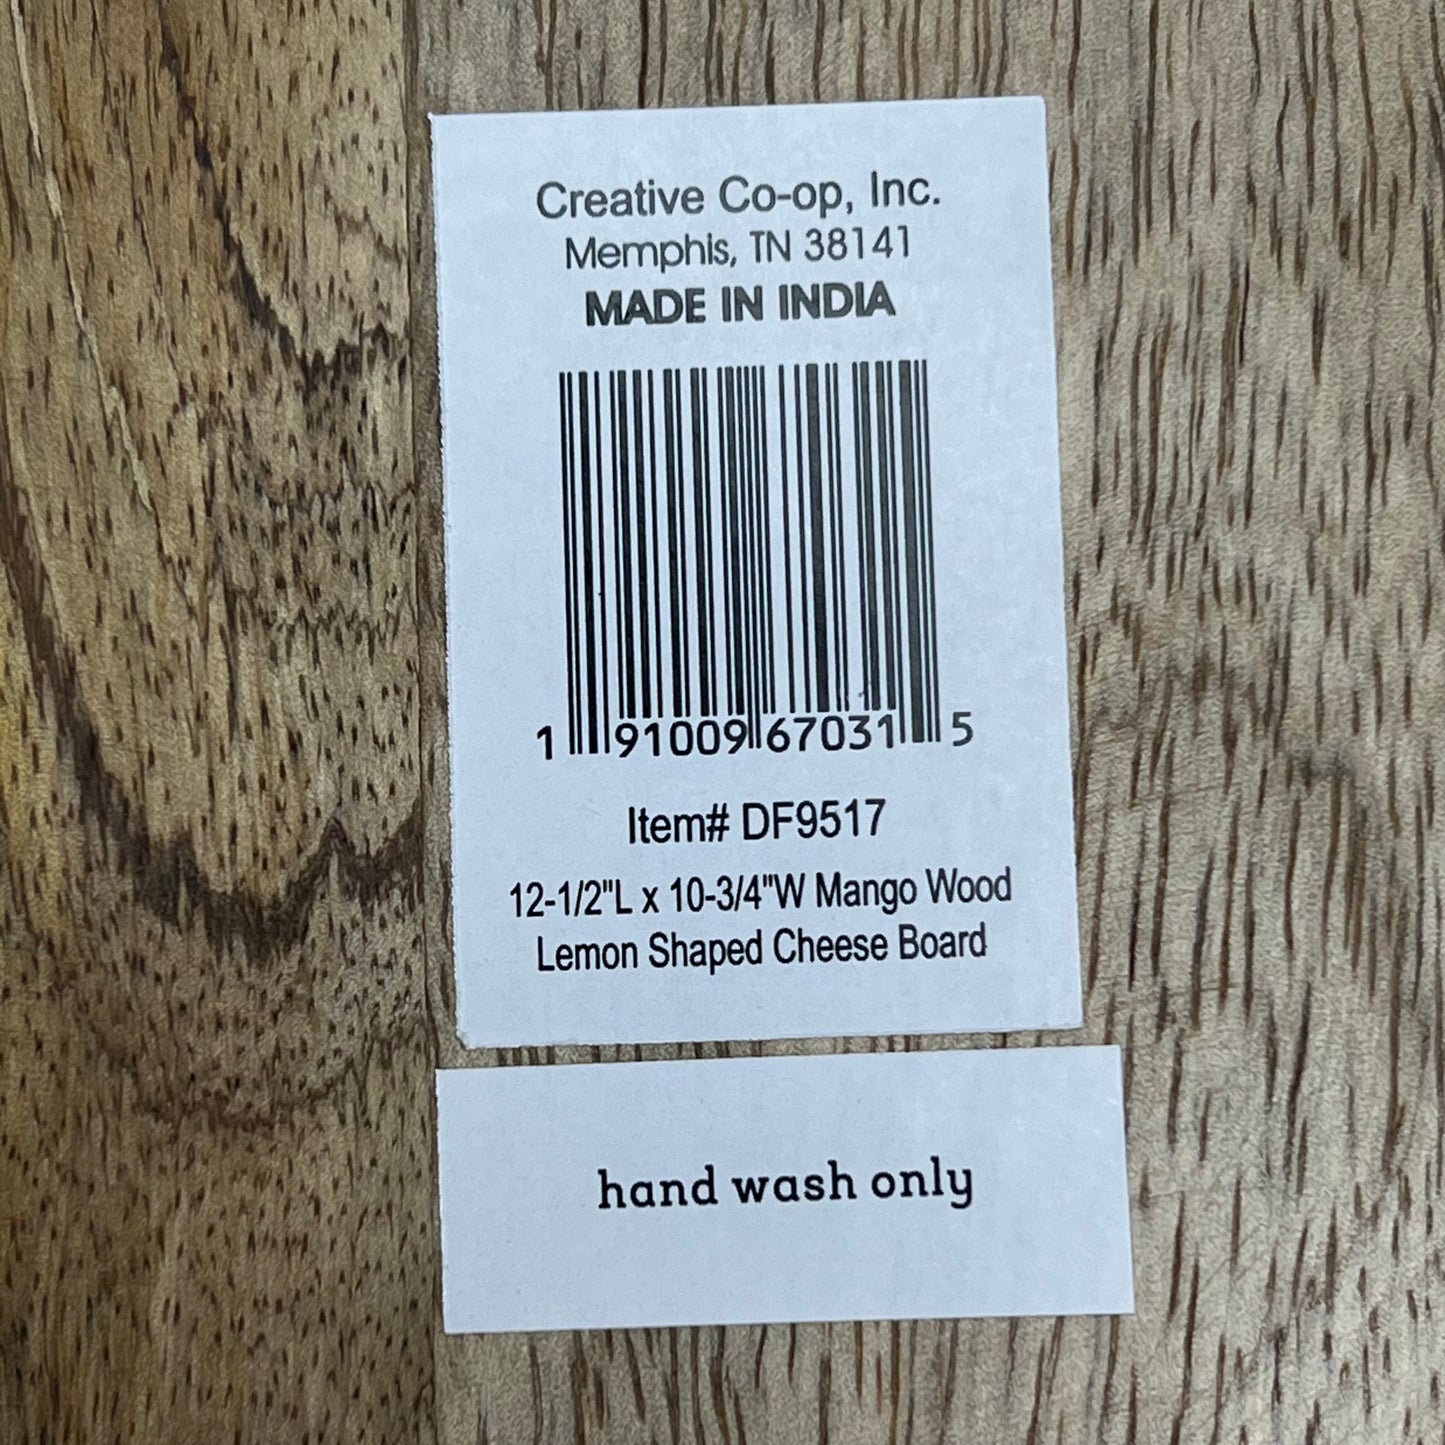 Creative Co-op, Inc.
Memphis, TN 38141
MADE IN INDIA
1 91009 67031 5
Item# DF9517
12-1/2"L x 10-3/4"W Mango Wood
Lemon Shaped Cheese Board
hand wash only